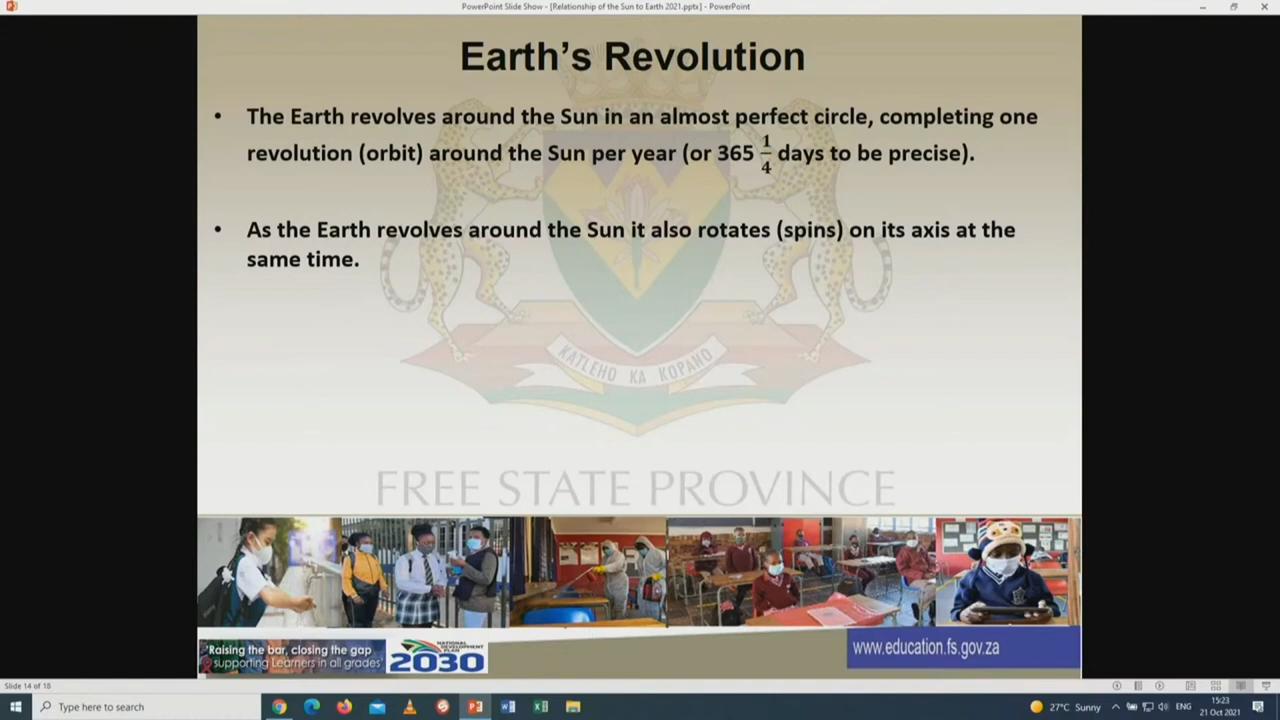 PowerPoint Slide Show - [Relationship of the Sun to Earth 2021.pptx] - PowerPoint
Earth's Revolution
• The Earth revolves around the Sun in an almost perfect circle, completing one
revolution (orbit) around the Sun per year (or 365 1/4 days to be precise).
• As the Earth revolves around the Sun it also rotates (spins) on its axis at the
same time.
KATLEHO KA KOPANO
FREE STATE PROVINCE
'Raising the bar, closing the gap
supporting Learners in all grades'
NATIONAL
DEVELOPMENT
PLAN
2030
www.education.fs.gov.za
Slide 14 of 18
Type here to search
27°C Sunny
ENG
15:23
21 Oct 2021